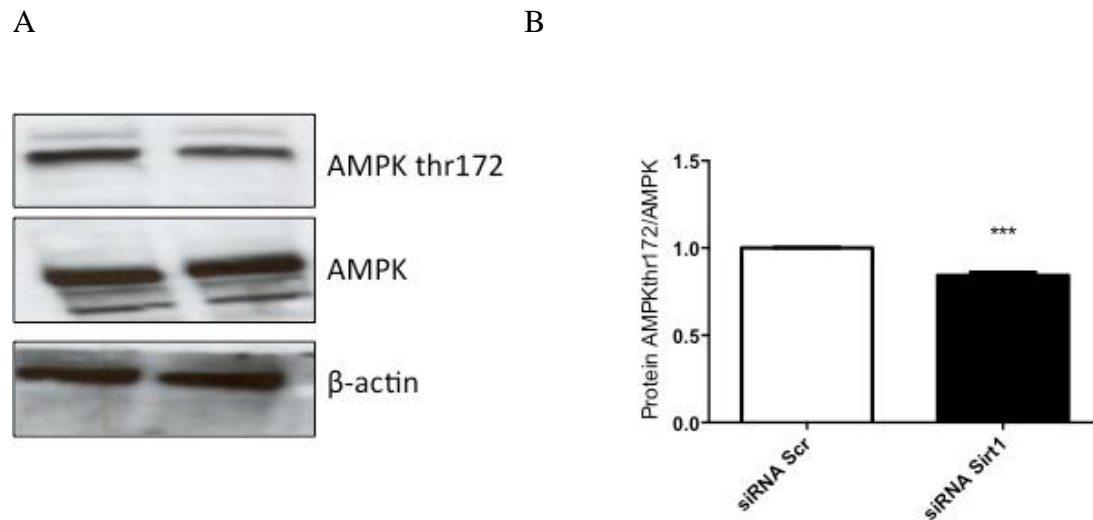 A
B
AMPK thr172
AMPK
β-actin
Protein AMPKthr172/AMPK
1.5
1.0
0.5
0.0
***
siRNA Scr
siRNA Sirt1